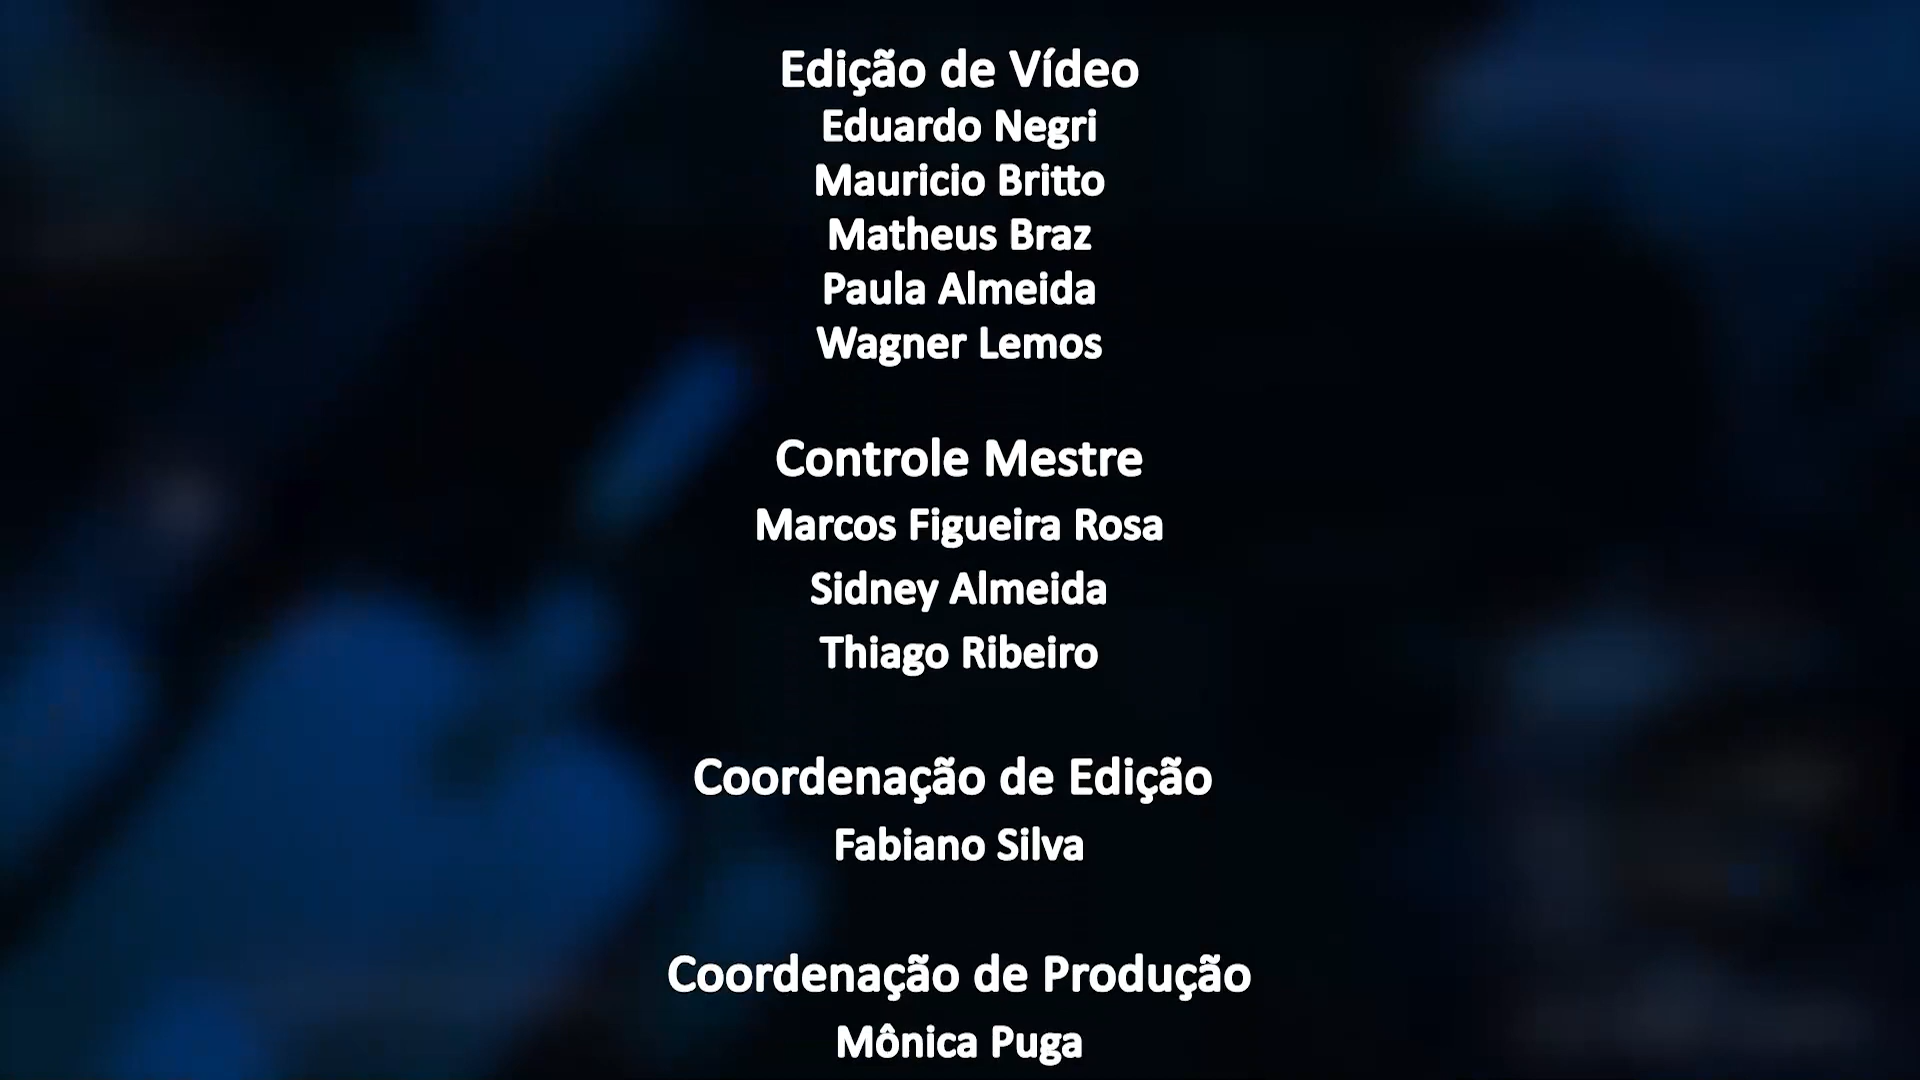 Edição de Vídeo
Eduardo Negri
Mauricio Britto
Matheus Braz
Paula Almeida
Wagner Lemos
Controle Mestre
Marcos Figueira Rosa
Sidney Almeida
Thiago Ribeiro
Coordenação de Edição
Fabiano Silva
Coordenação de Produção
Mônica Puga